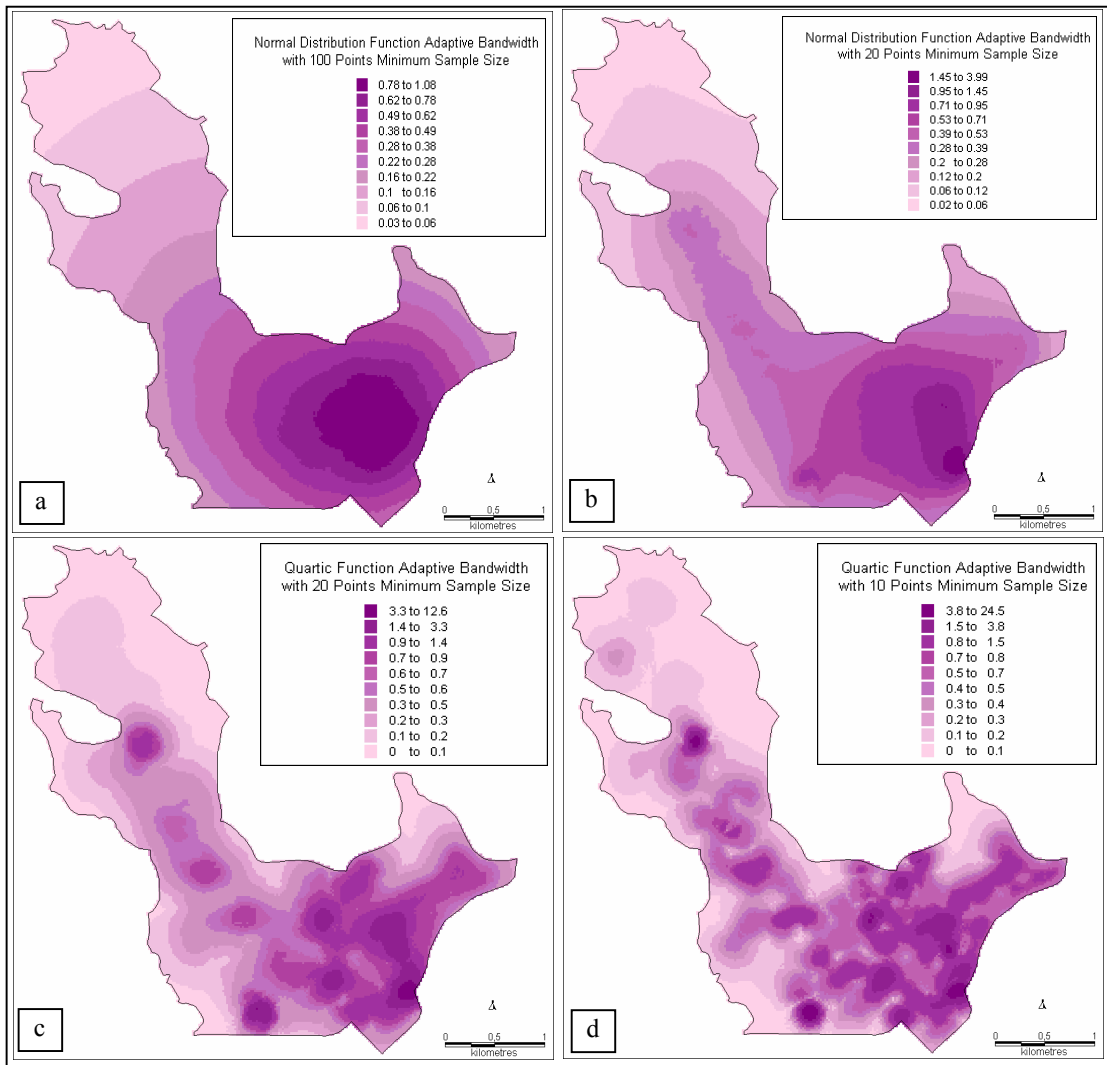 Normal Distribution Function Adaptive Bandwidth
with 100 Points Minimum Sample Size
0.78 to 1.08
0.62 to 0.78
0.49 to 0.62
0.38 to 0.49
0.28 to 0.38
0.22 to 0.28
0.16 to 0.22
0.1 to 0.16
0.06 to 0.1
0.03 to 0.06
a
0 0,5 1
kilometres
Normal Distribution Function Adaptive Bandwidth
with 20 Points Minimum Sample Size
1.45 to 3.99
0.95 to 1.45
0.71 to 0.95
0.53 to 0.71
0.39 to 0.53
0.28 to 0.39
0.2 to 0.28
0.12 to 0.2
0.06 to 0.12
0.02 to 0.06
b
0 0,5 1
kilometres
Quartic Function Adaptive Bandwidth
with 20 Points Minimum Sample Size
3.3 to 12.6
1.4 to 3.3
0.9 to 1.4
0.7 to 0.9
0.6 to 0.7
0.5 to 0.6
0.3 to 0.5
0.2 to 0.3
0.1 to 0.2
0 to 0.1
c
0 0,5 1
kilometres
Quartic Function Adaptive Bandwidth
with 10 Points Minimum Sample Size
3.8 to 24.5
1.5 to 3.8
0.8 to 1.5
0.7 to 0.8
0.5 to 0.7
0.4 to 0.5
0.3 to 0.4
0.2 to 0.3
0.1 to 0.2
0 to 0.1
d
0 0,5 1
kilometres